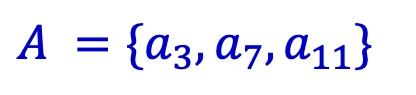 A = {a₃, a₇, a₁₁}